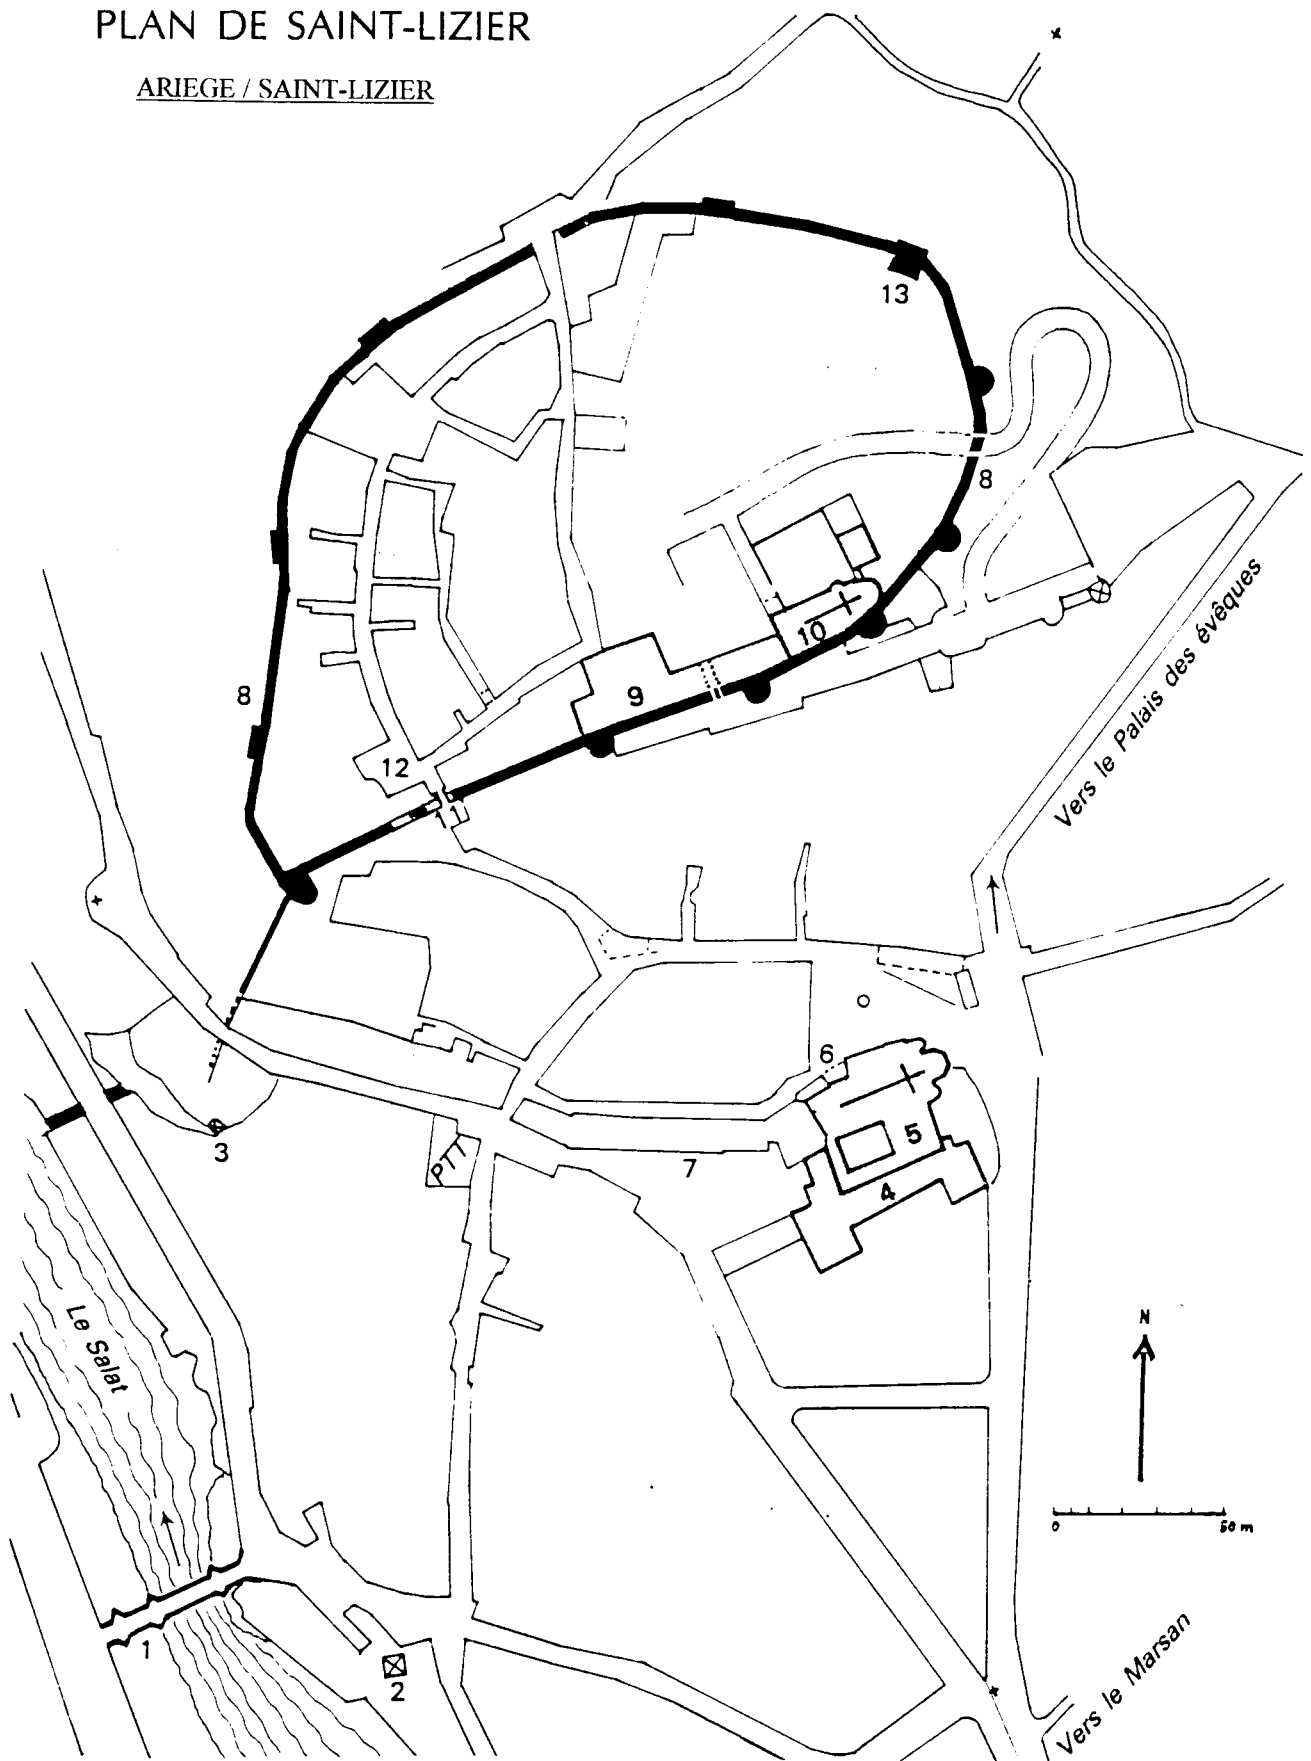 PLAN DE SAINT-LIZIER
ARIEGE / SAINT-LIZIER
13
8
10
9
8
12
11
Vers le Palais des évêques
6
3
PTT
7
5
4
Le Salat
N
0 50 m
1
2
Vers le Marsan